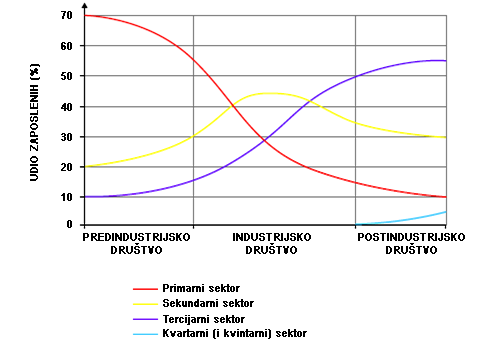 UDIO ZAPOSLENIH (%)
70
60
50
40
30
20
10
0
PREDINDUSTRIJSKO
DRUŠTVO
INDUSTRIJSKO
DRUŠTVO
POSTINDUSTRIJSKO
DRUŠTVO
Primarni sektor
Sekundarni sektor
Tercijarni sektor
Kvartarni (i kvintarni) sektor